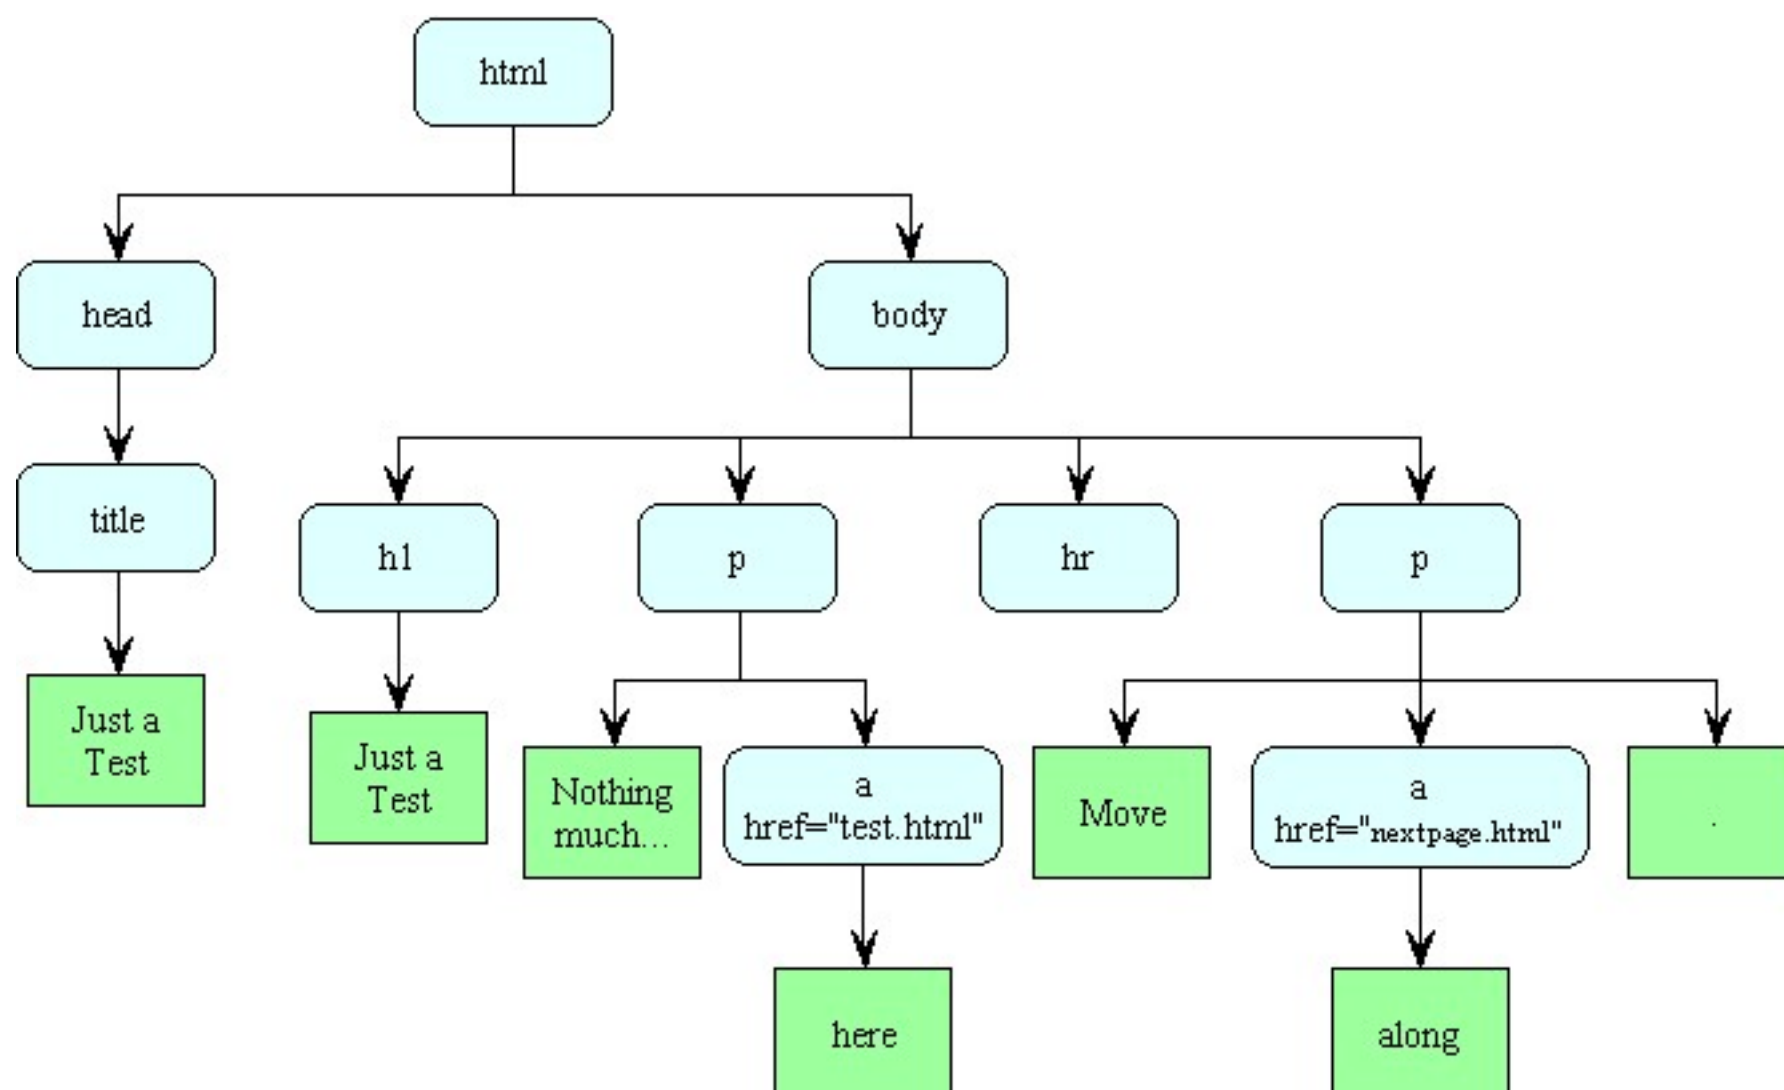 html
head
body
title
h1
p
hr
p
Just a
Test
Just a
Test
Nothing
much...
a
href="test.html"
Move
a
href="nextpage.html"
.
here
along